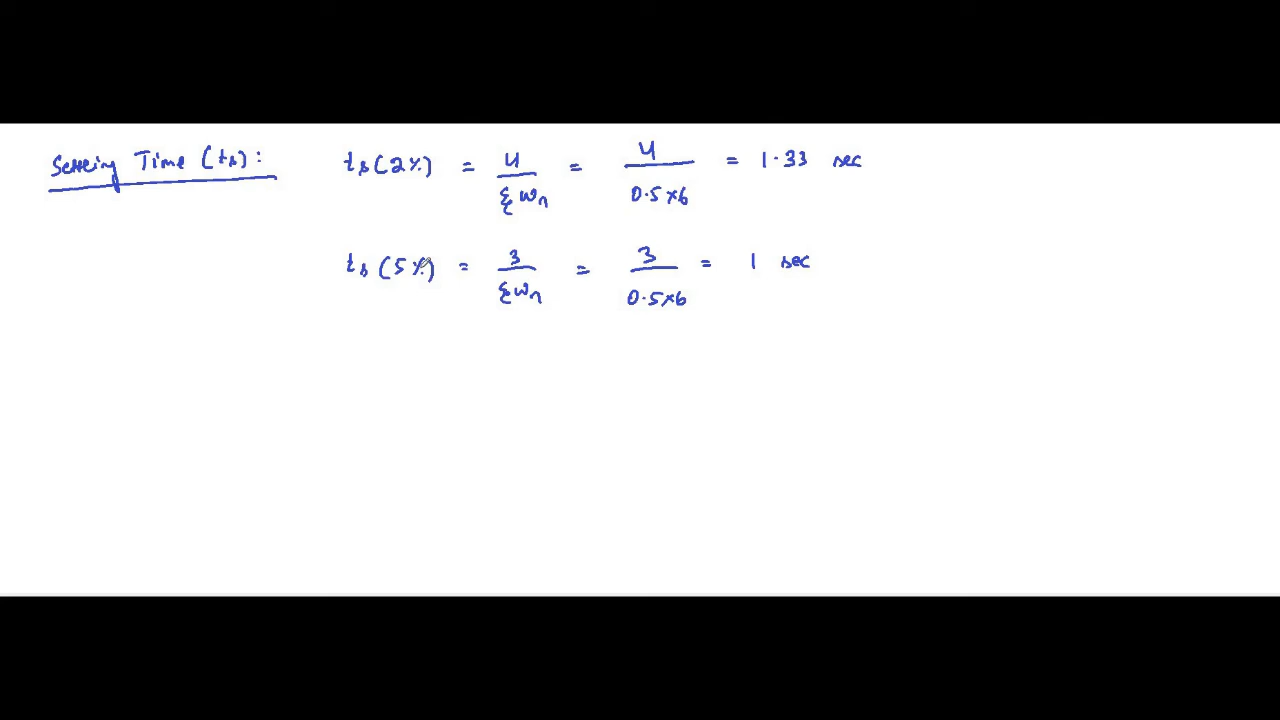 Settling Time (ts): ts (2%) = 4/ξωn = 4/0.5×6 = 1.33 sec
ts (5%) = 3/ξωn = 3/0.5×6 = 1 sec